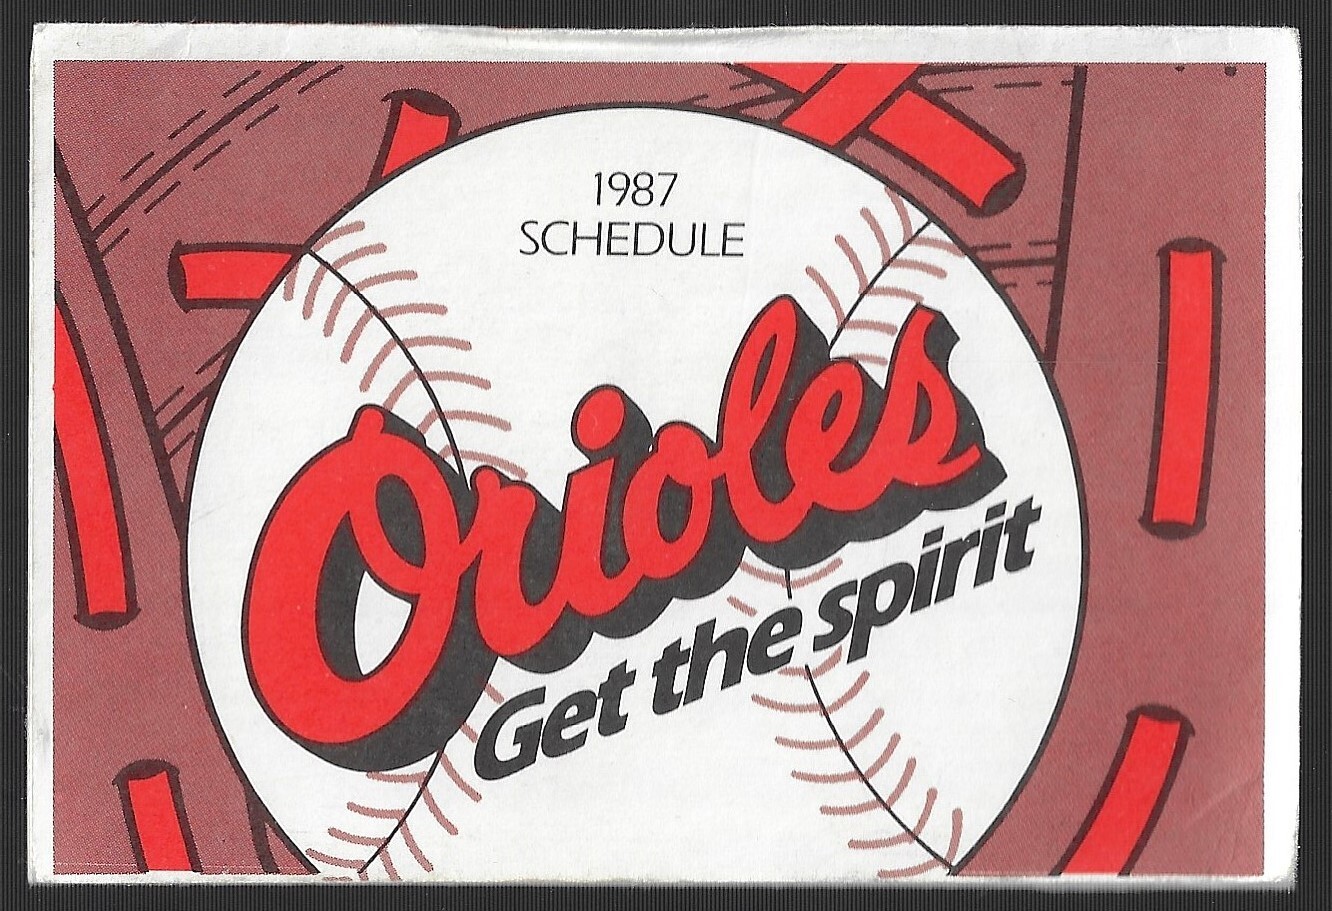 1987
SCHEDULE
Orioles
Get the spirit